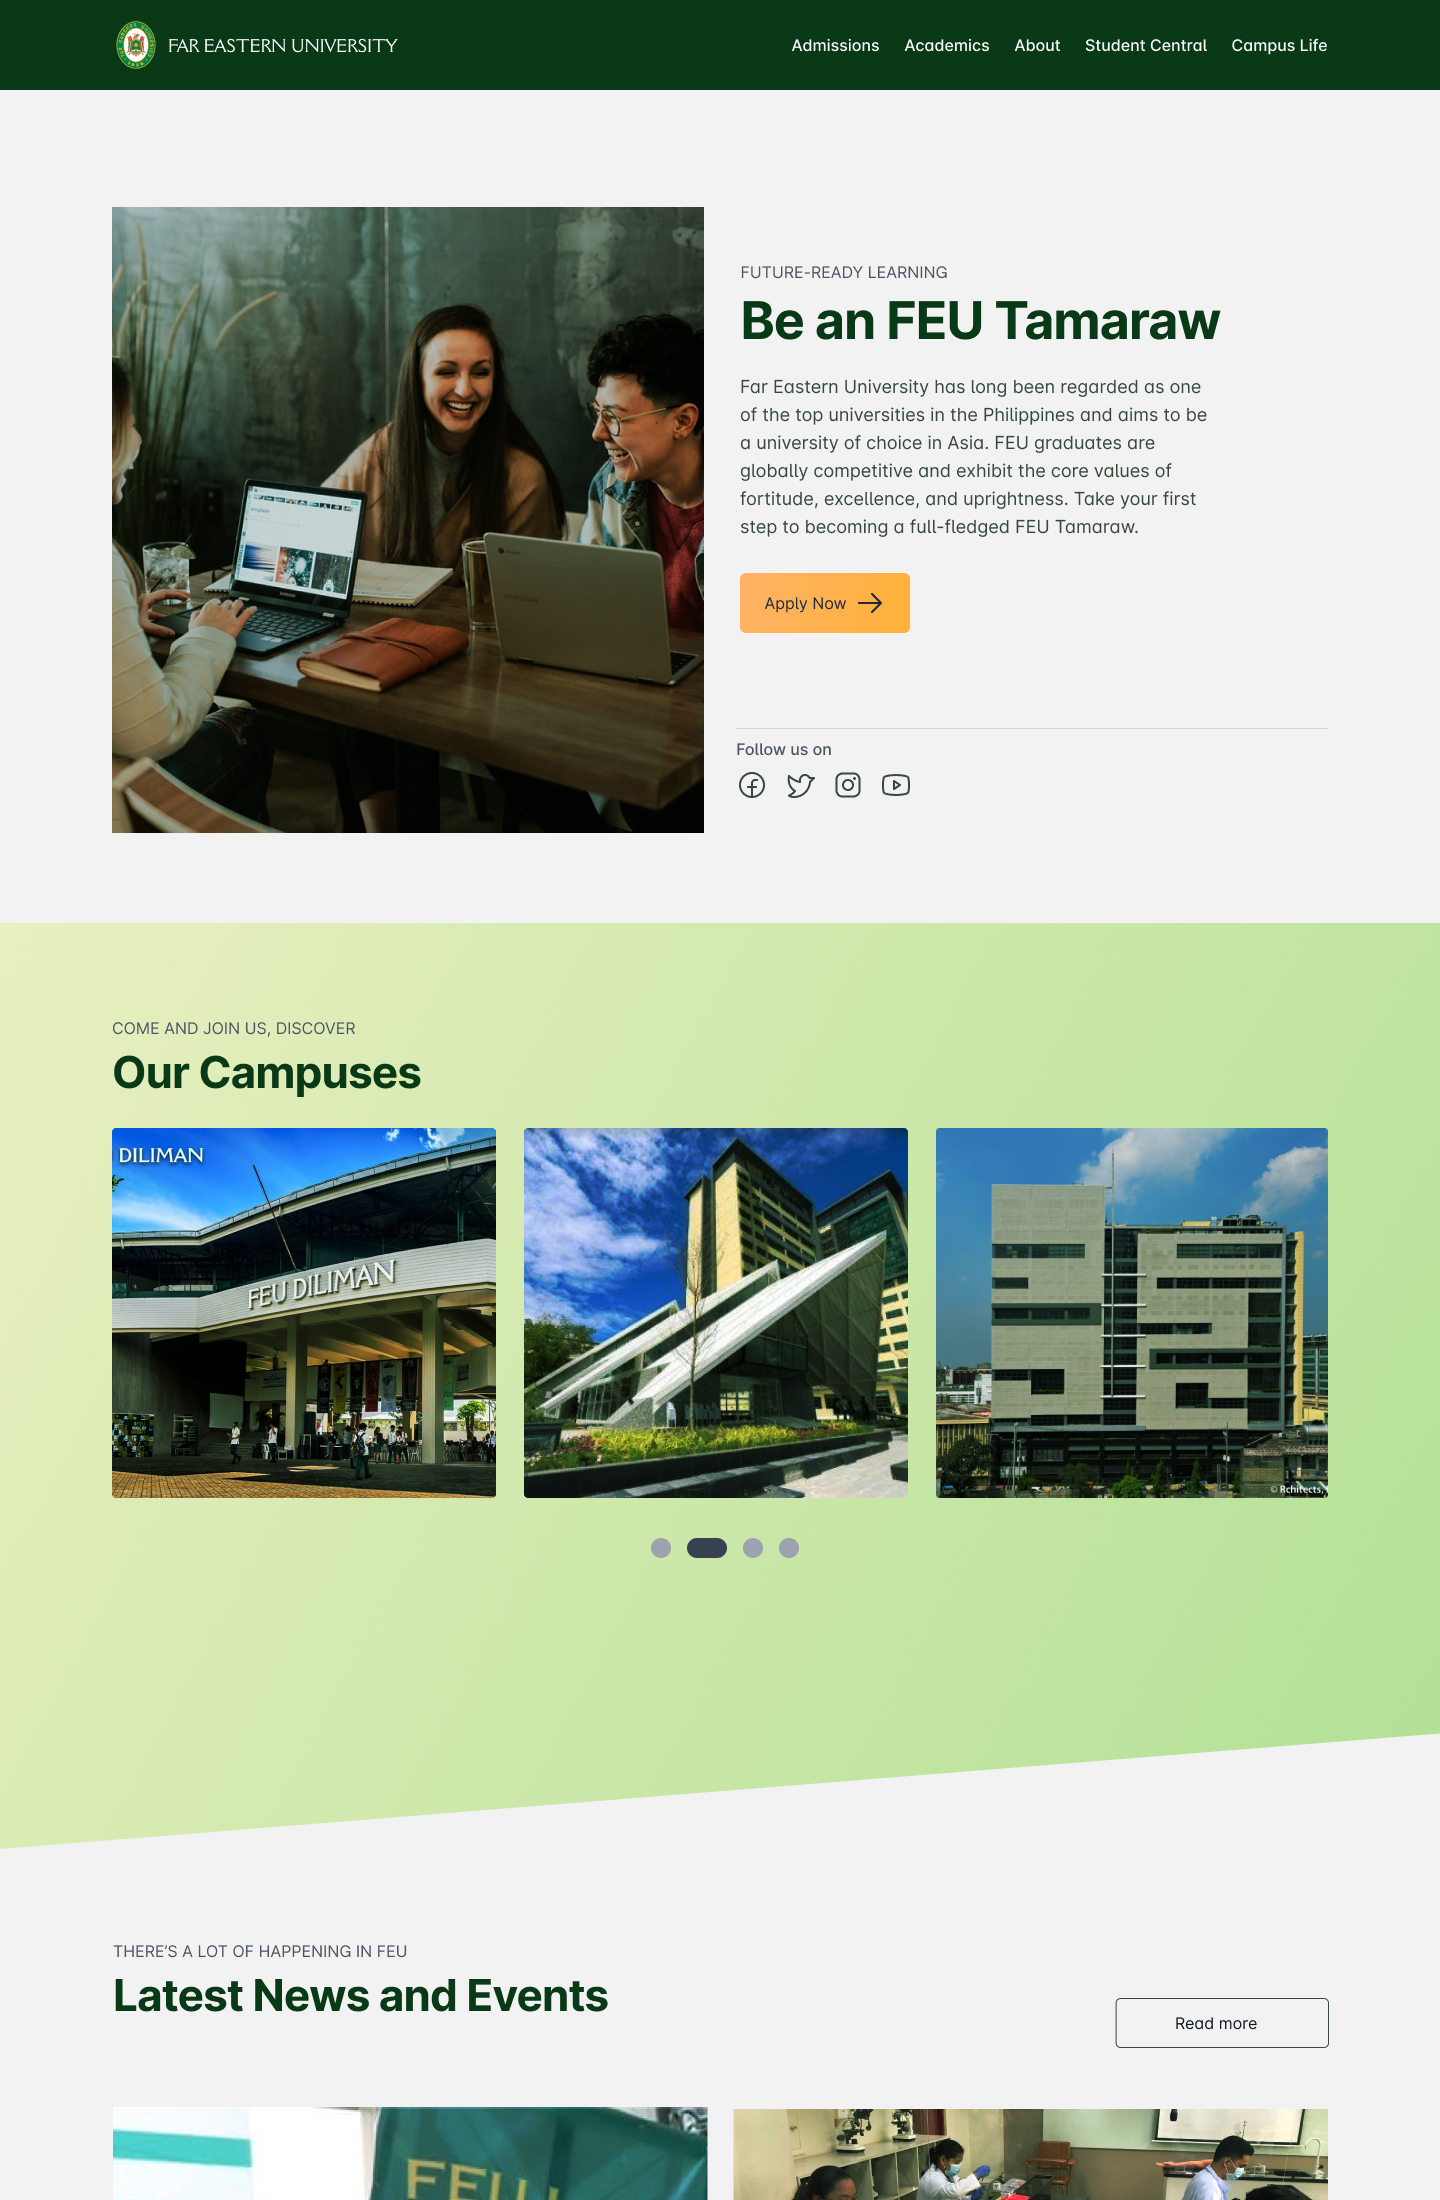 FAR EASTERN UNIVERSITY
Admissions Academics About Student Central Campus Life
FUTURE-READY LEARNING
Be an FEU Tamaraw
Far Eastern University has long been regarded as one
of the top universities in the Philippines and aims to be
a university of choice in Asia. FEU graduates are
globally competitive and exhibit the core values of
fortitude, excellence, and uprightness. Take your first
step to becoming a full-fledged FEU Tamaraw.
Apply Now
Follow us on
Unsplash
SAMSUNG
COME AND JOIN US, DISCOVER
Our Campuses
DILIMAN
FEU DILIMAN
© Rchitects,
THERE’S A LOT OF HAPPENING IN FEU
Latest News and Events
Read more
FEU